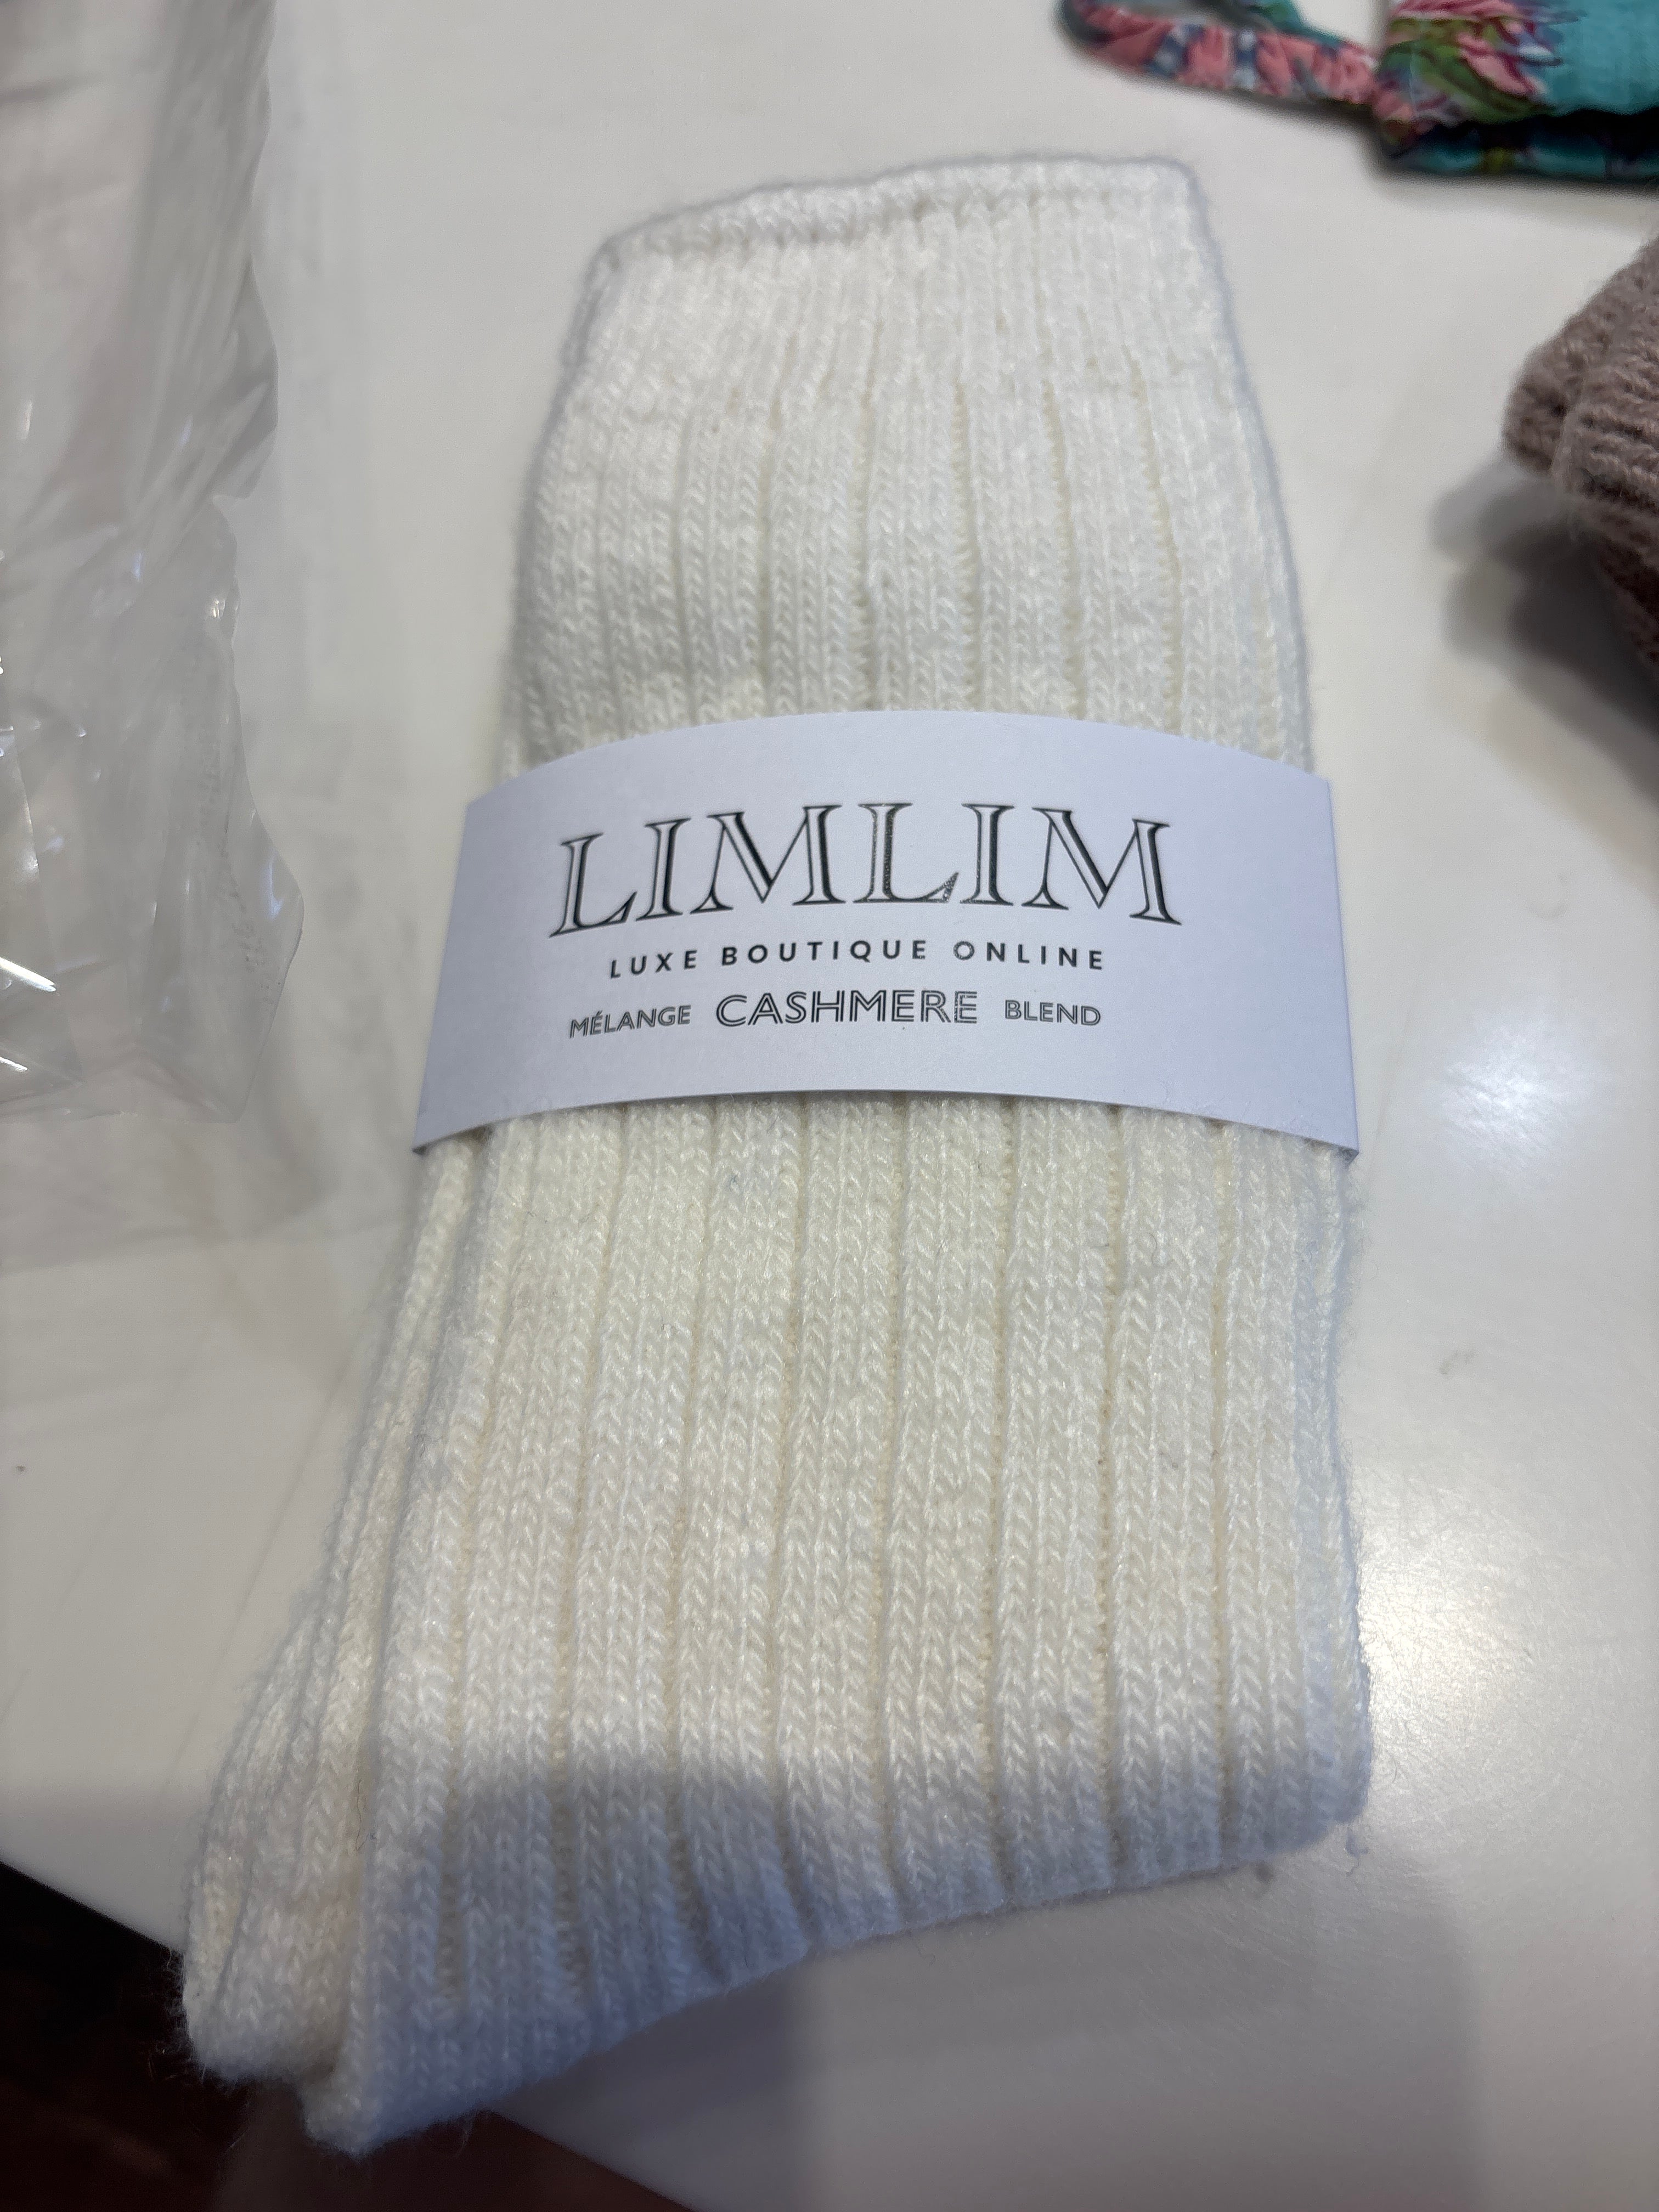 LIMLIM
LUXE BOUTIQUE ONLINE
MÉLANGE CASHMERE BLEND